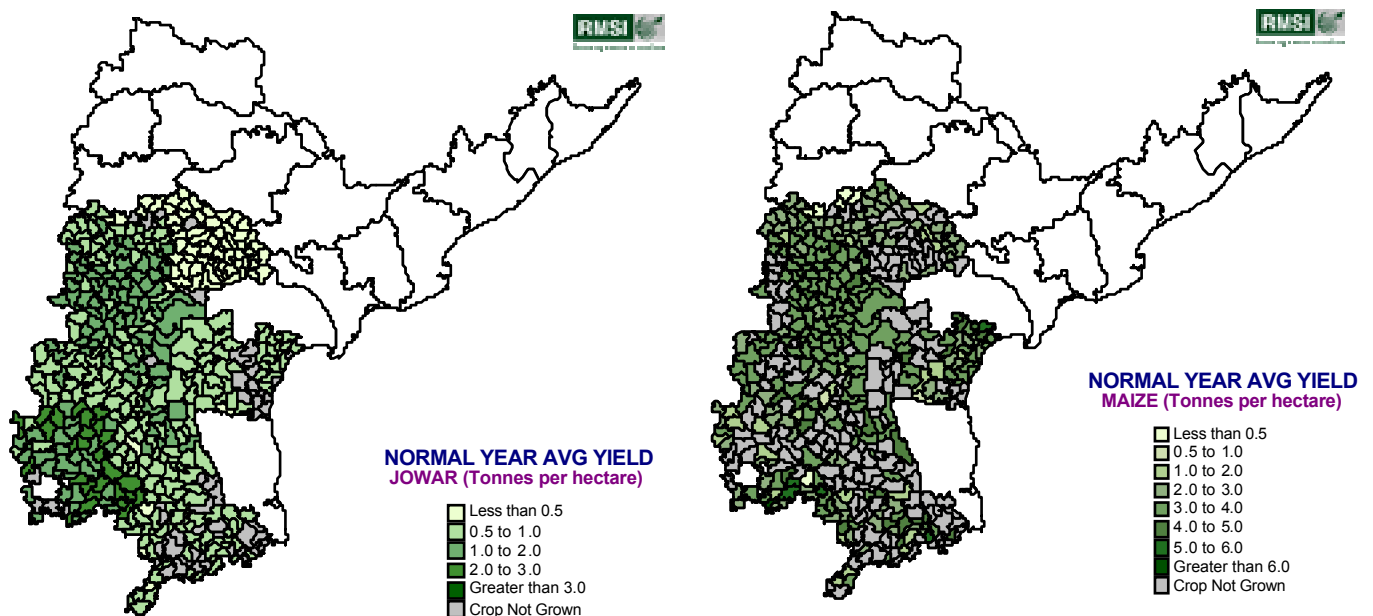 RMSI
NORMAL YEAR AVG YIELD
JOWAR (Tonnes per hectare)
Less than 0.5
0.5 to 1.0
1.0 to 2.0
2.0 to 3.0
Greater than 3.0
Crop Not Grown
RMSI
NORMAL YEAR AVG YIELD
MAIZE (Tonnes per hectare)
Less than 0.5
0.5 to 1.0
1.0 to 2.0
2.0 to 3.0
3.0 to 4.0
4.0 to 5.0
5.0 to 6.0
Greater than 6.0
Crop Not Grown